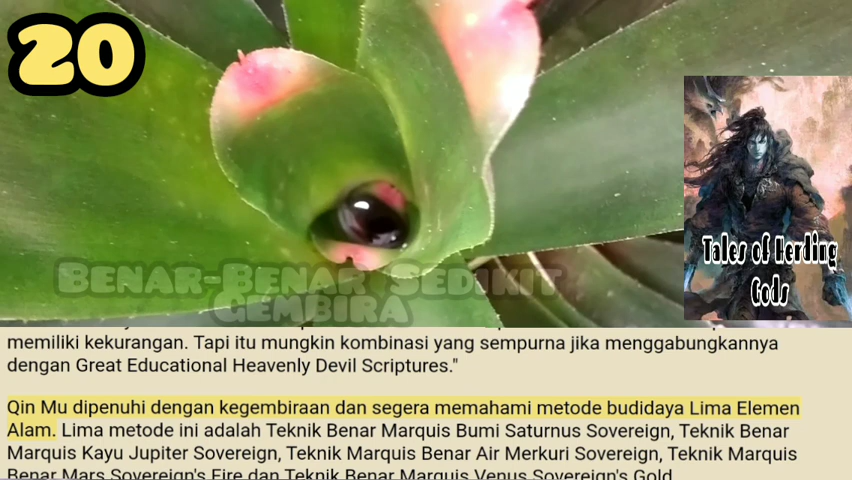 20
Tales of Herding
Gods
Benar-Benar Sedikit
Gembira
memiliki kekurangan. Tapi itu mungkin kombinasi yang sempurna jika menggabungkannya
dengan Great Educational Heavenly Devil Scriptures."
Qin Mu dipenuhi dengan kegembiraan dan segera memahami metode budidaya Lima Elemen
Alam. Lima metode ini adalah Teknik Benar Marquis Bumi Saturnus Sovereign, Teknik Benar
Marquis Kayu Jupiter Sovereign, Teknik Marquis Benar Air Merkuri Sovereign, Teknik Marquis
Benar Mars Sovereign's Fire dan Teknik Benar Marquis Venus Sovereign's Gold